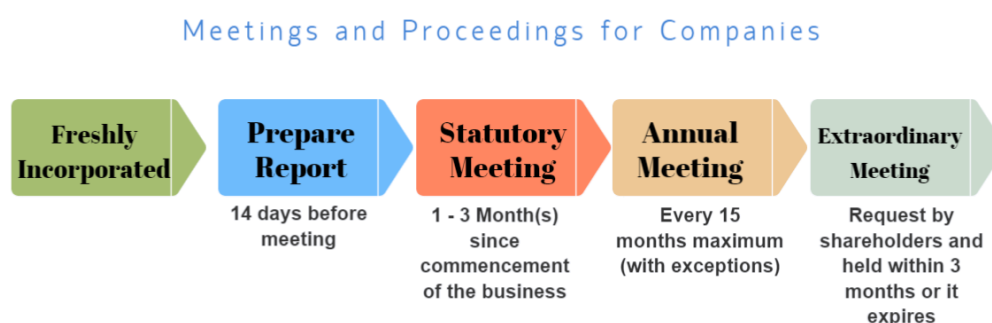 Meetings and Proceedings for Companies
Freshly
Incorporated
Prepare
Report
14 days before
meeting
Statutory
Meeting
1 - 3 Month(s)
since
commencement
of the business
Annual
Meeting
Every 15
months maximum
(with exceptions)
Extraordinary
Meeting
Request by
shareholders and
held within 3
months or it
expires